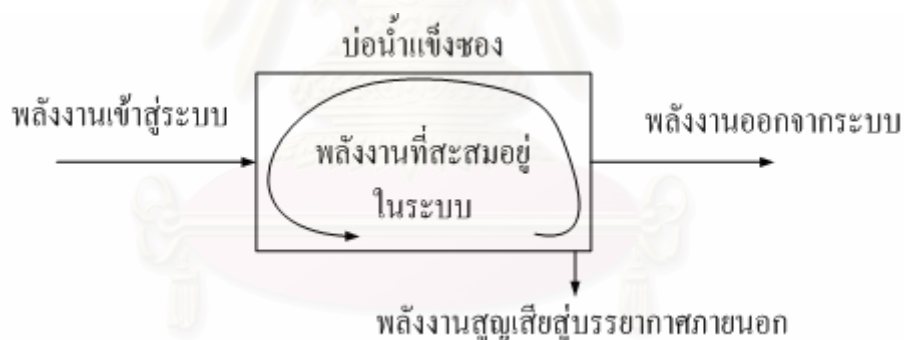 บ่อน้ำแข็งซอง
พลังงานเข้าสู่ระบบ
พลังงานออกจากระบบ
พลังงานที่สะสมอยู่
ในระบบ
พลังงานสูญเสียสู่บรรยากาศภายนอก